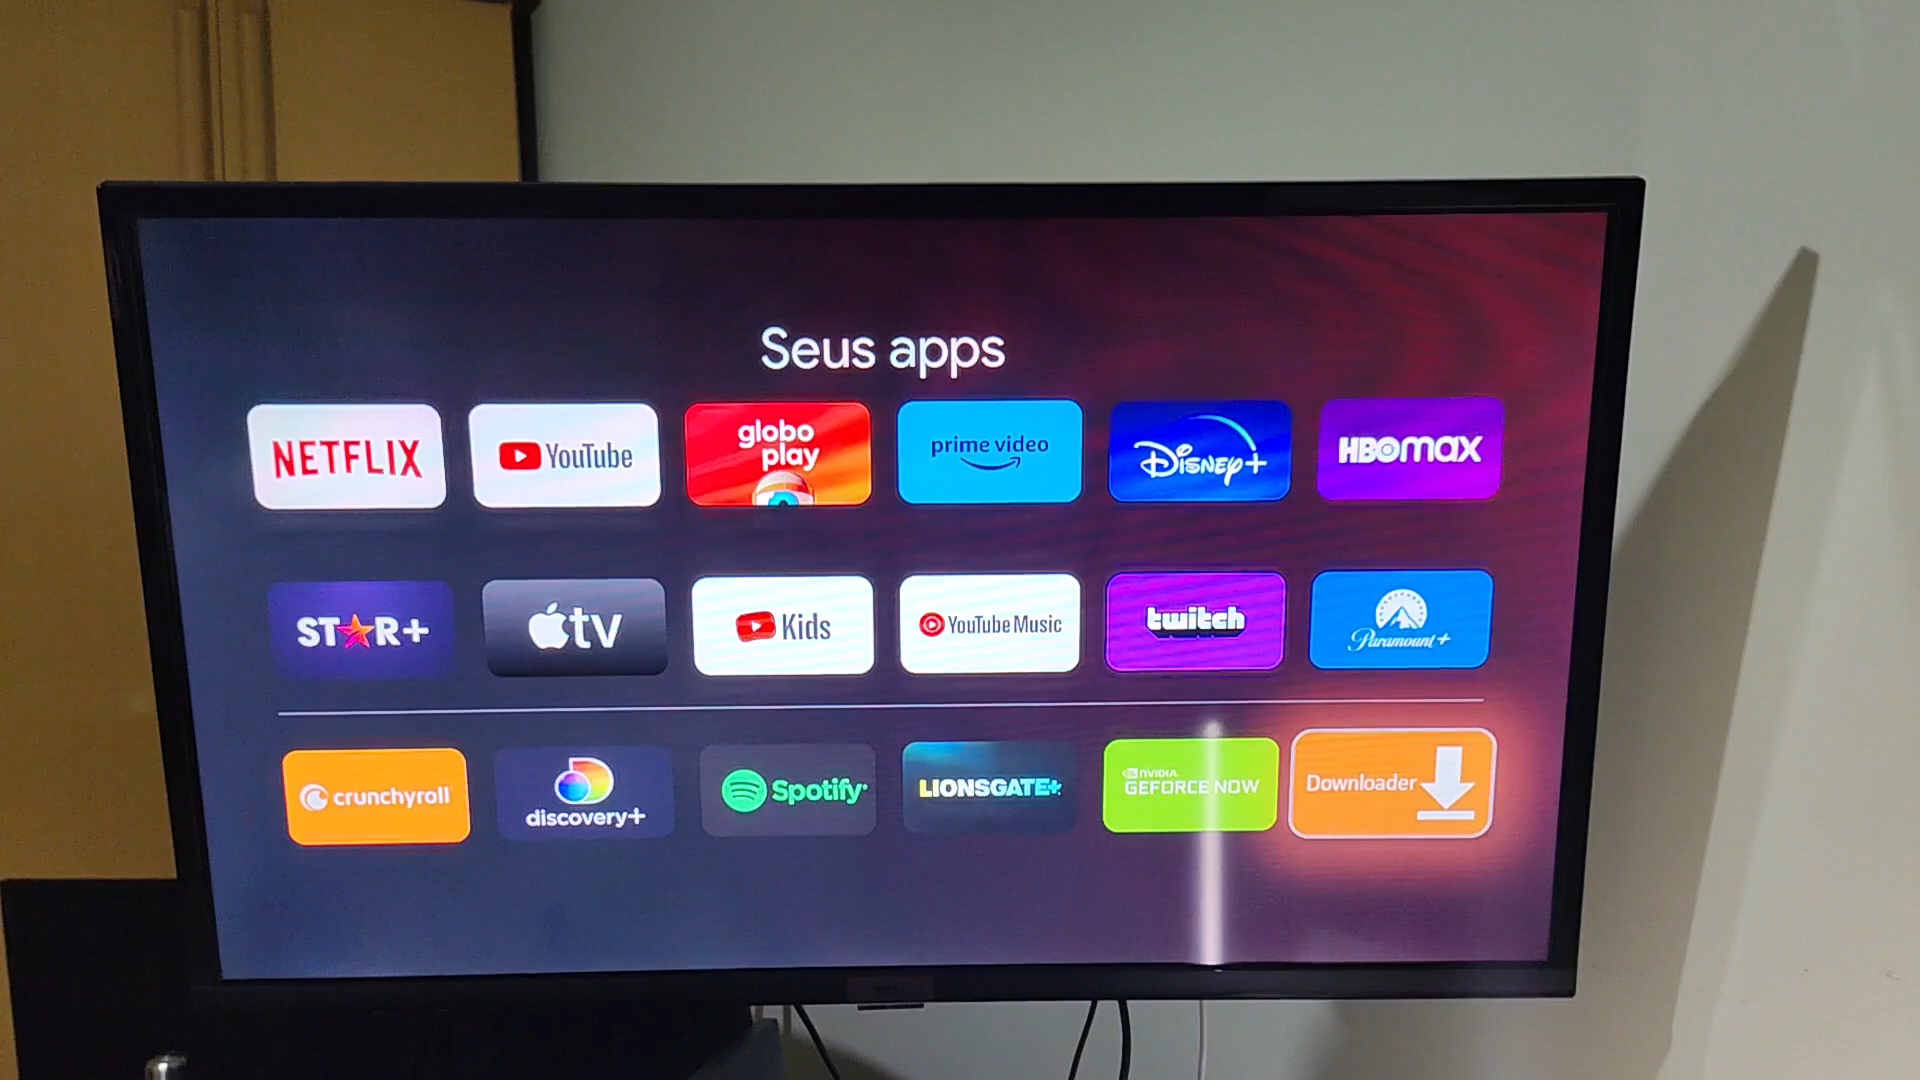 Seus apps
NETFLIX
YouTube
globo
play
prime video
Disney+
HBOmax
STAR+
tv
Kids
YouTube Music
twitch
Paramount+
crunchyroll
discovery+
Spotify
LIONSGATE+
NVIDIA
GEFORCE NOW
Downloader